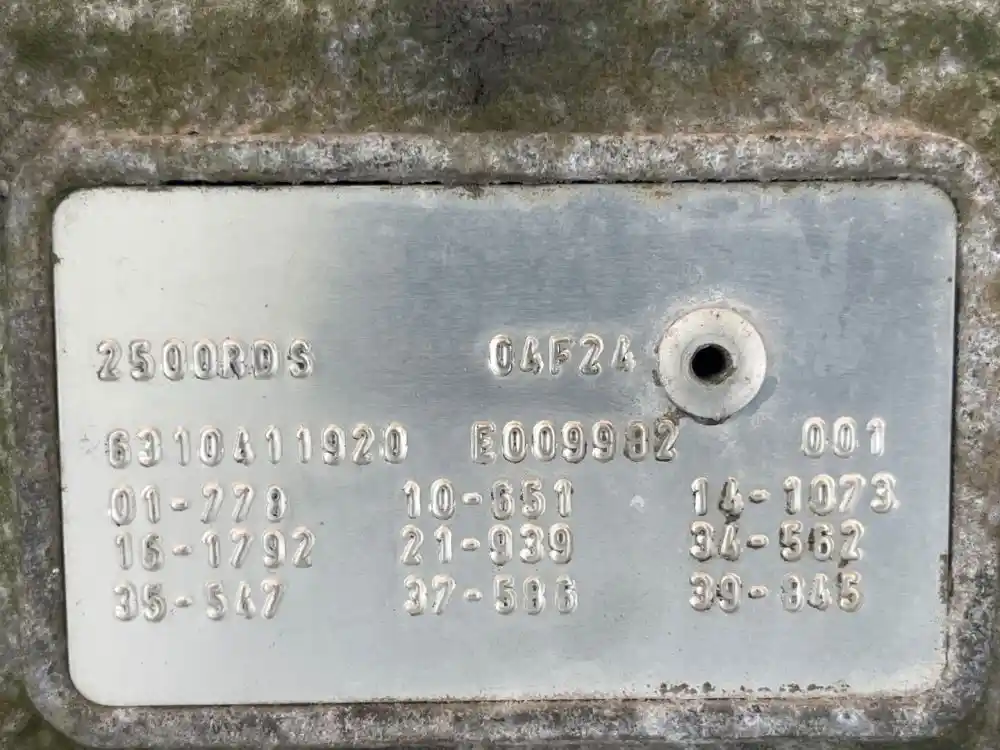 2500RDS 04F24
6310A11920 E009982 001
01-778 10-651 14-1073
16-1792 21-939 34-562
35-547 37-586 39-845